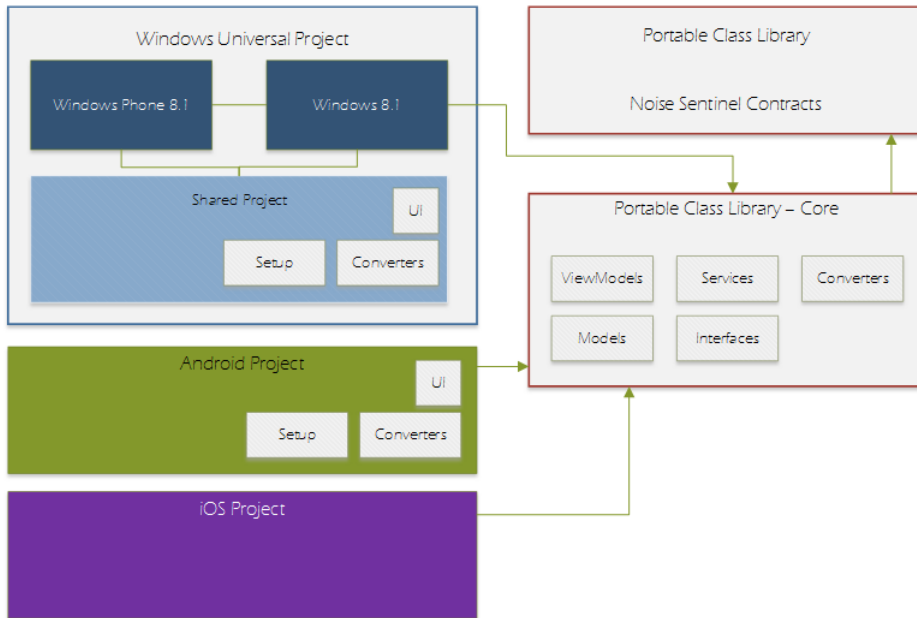 Windows Universal Project
Windows Phone 8.1
Windows 8.1
Shared Project
UI
Setup
Converters
Android Project
UI
Setup
Converters
iOS Project
Portable Class Library
Noise Sentinel Contracts
Portable Class Library – Core
ViewModels
Services
Converters
Models
Interfaces